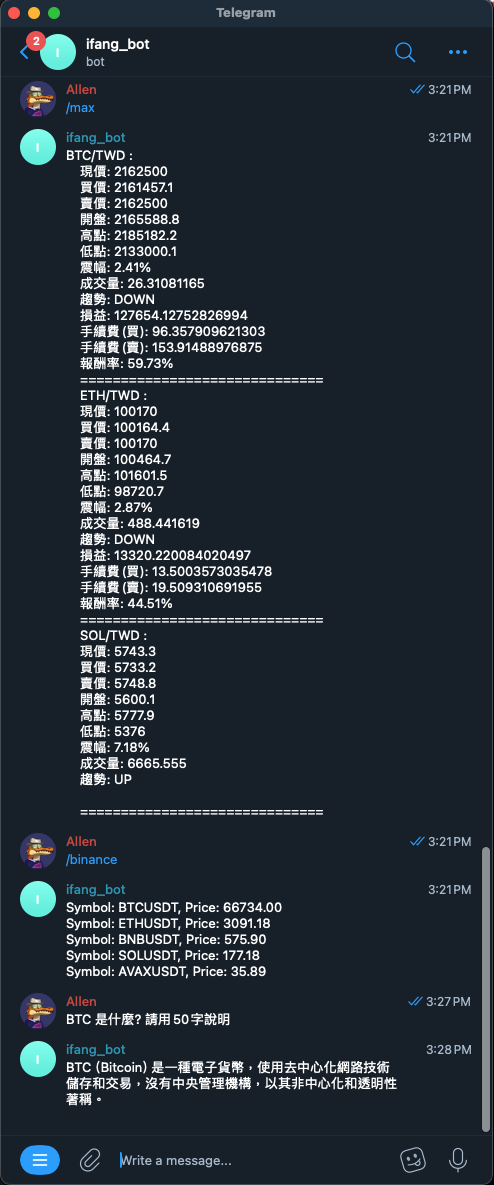 Telegram
2
I
ifang_bot
bot
Allen
3:21 PM
/max
I
ifang_bot
3:21 PM
BTC/TWD :
現價: 2162500
買價: 2161457.1
賣價: 2162500
開盤: 2165588.8
高點: 2185182.2
低點: 2133000.1
震幅: 2.41%
成交量: 26.31081165
趨勢: DOWN
損益: 127654.12752826994
手續費 (買): 96.357909621303
手續費 (賣): 153.91488976875
報酬率: 59.73%
==============================
ETH/TWD :
現價: 100170
買價: 100164.4
賣價: 100170
開盤: 100464.7
高點: 101601.5
低點: 98720.7
震幅: 2.87%
成交量: 488.441619
趨勢: DOWN
損益: 13320.220084020497
手續費 (買): 13.5003573035478
手續費 (賣): 19.509310691955
報酬率: 44.51%
==============================
SOL/TWD :
現價: 5743.3
買價: 5733.2
賣價: 5748.8
開盤: 5600.1
高點: 5777.9
低點: 5376
震幅: 7.18%
成交量: 6665.555
趨勢: UP
==============================
Allen
3:21 PM
/binance
I
ifang_bot
3:21 PM
Symbol: BTCUSDT, Price: 66734.00
Symbol: ETHUSDT, Price: 3091.18
Symbol: BNBUSDT, Price: 575.90
Symbol: SOLUSDT, Price: 177.18
Symbol: AVAXUSDT, Price: 35.89
Allen
3:27 PM
BTC 是什麼? 請用 50 字說明
I
ifang_bot
3:28 PM
BTC (Bitcoin) 是一種電子貨幣，使用去中心化網路技術
儲存和交易，沒有中央管理機構，以其非中心化和透明性
著稱。
Write a message...